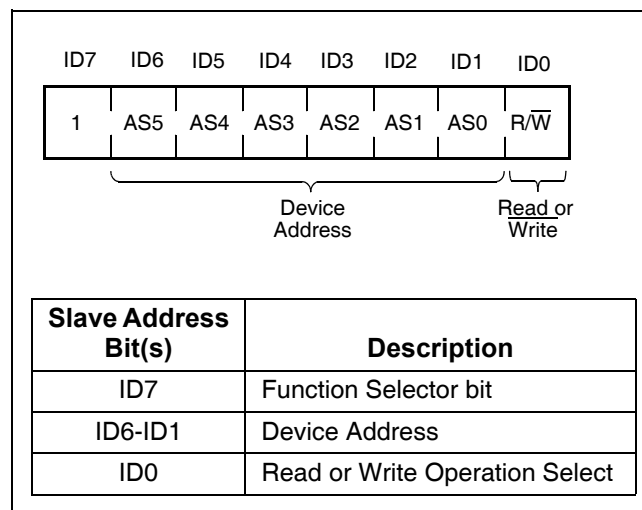 ID7 ID6 ID5 ID4 ID3 ID2 ID1 ID0
1 AS5 AS4 AS3 AS2 AS1 AS0 R/W̅
Device Read or
Address Write
Slave Address
Bit(s) Description
ID7 Function Selector bit
ID6-ID1 Device Address
ID0 Read or Write Operation Select